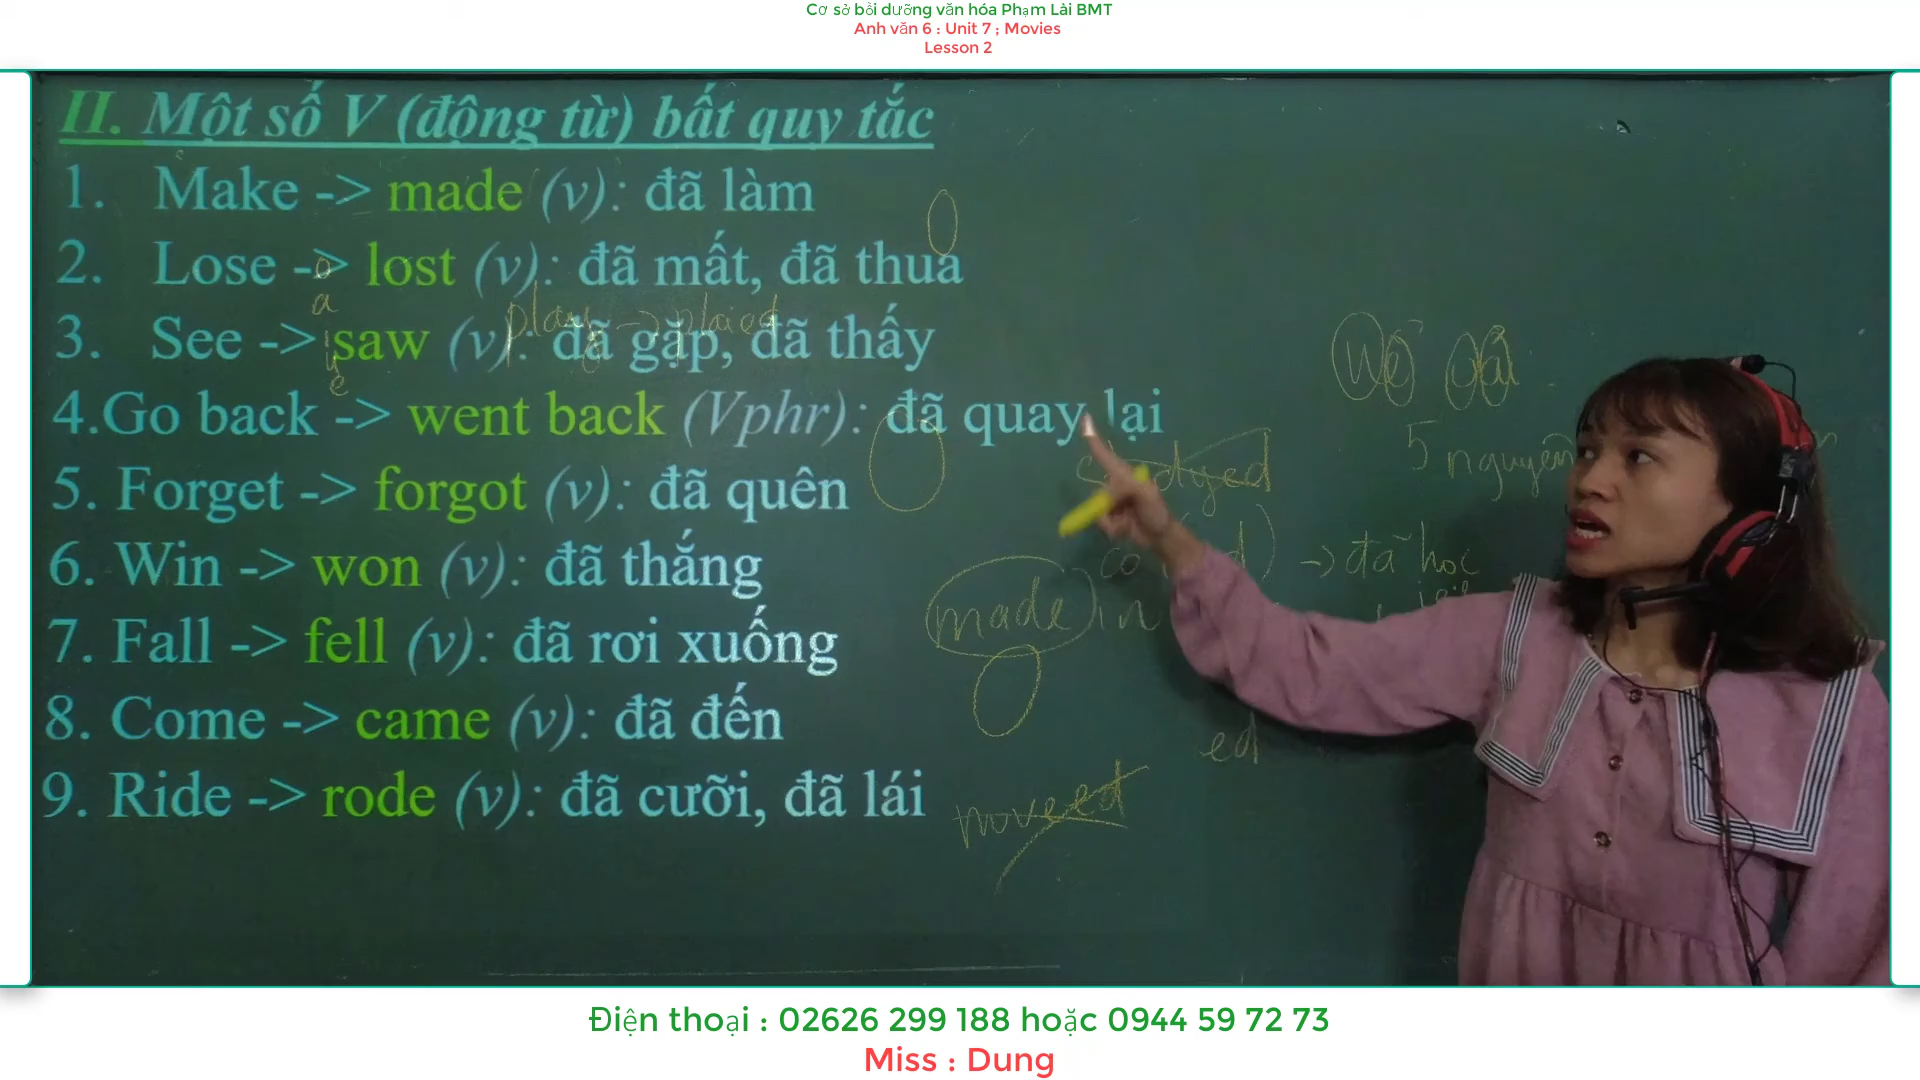 Cơ sở bồi dưỡng văn hóa Phạm Lài BMT
Anh văn 6 : Unit 7 ; Movies
Lesson 2
II. Một số V (động từ) bất quy tắc
1. Make -> made (v): đã làm
2. Lose -> lost (v): đã mất, đã thua
o
a
play -> plaied
3. See -> saw (v): đã gặp, đã thấy
e
4.Go back -> went back (Vphr): đã quay lại
5 nguyên
5. Forget -> forgot (v): đã quên
6. Win -> won (v): đã thắng
-> đã học
made in
7. Fall -> fell (v): đã rơi xuống
8. Come -> came (v): đã đến
ed
9. Ride -> rode (v): đã cưỡi, đã lái
Điện thoại : 02626 299 188 hoặc 0944 59 72 73
Miss : Dung